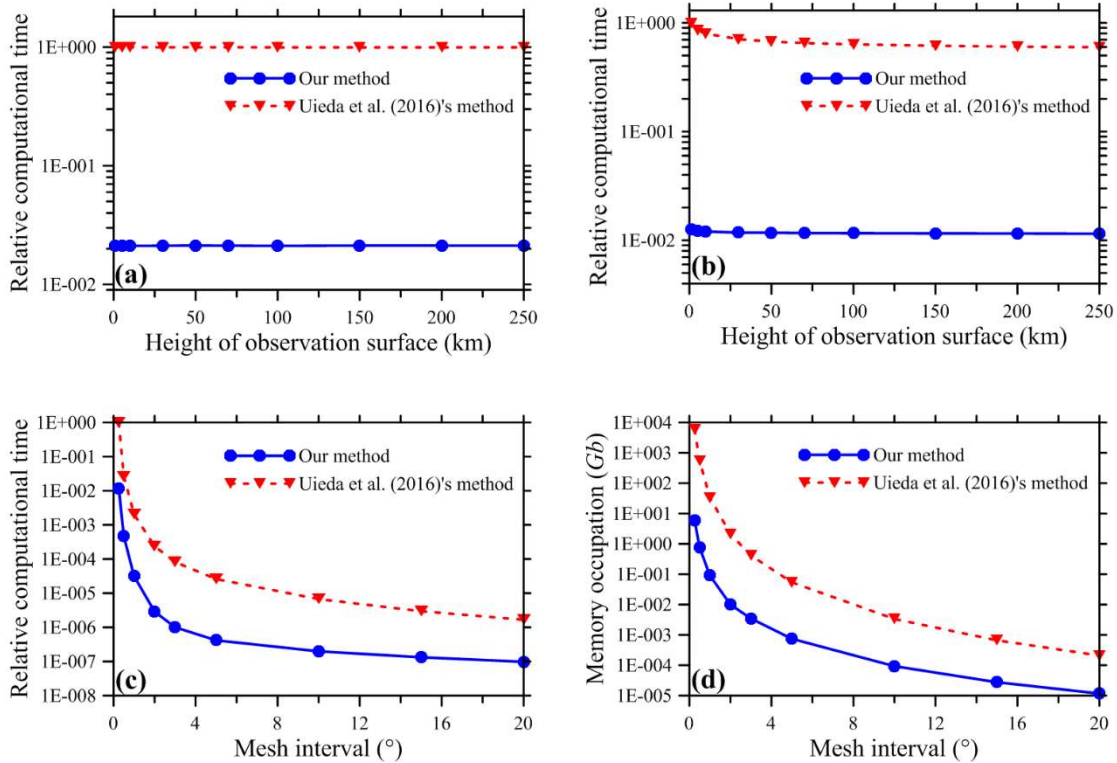 Relative computational time
1E+000
1E-001
1E-002
Our method
Uieda et al. (2016)'s method
(a)
0 50 100 150 200 250
Height of observation surface (km)
Relative computational time
1E+000
1E-001
1E-002
Our method
Uieda et al. (2016)'s method
(b)
0 50 100 150 200 250
Height of observation surface (km)
Relative computational time
1E+000
1E-001
1E-002
1E-003
1E-004
1E-005
1E-006
1E-007
1E-008
Our method
Uieda et al. (2016)'s method
(c)
0 4 8 12 16 20
Mesh interval (°)
Memory occupation (Gb)
1E+004
1E+003
1E+002
1E+001
1E+000
1E-001
1E-002
1E-003
1E-004
1E-005
Our method
Uieda et al. (2016)'s method
(d)
0 4 8 12 16 20
Mesh interval (°)